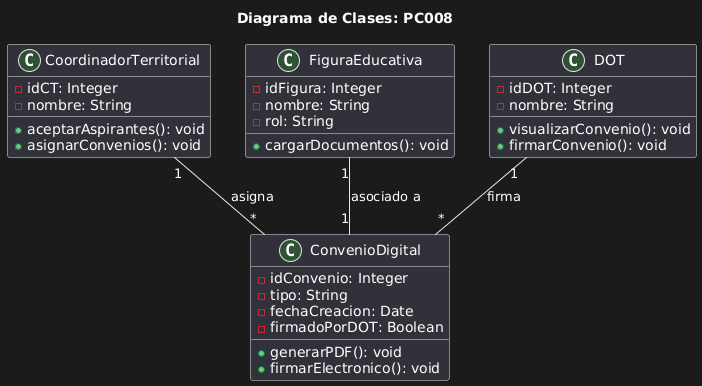 Diagrama de Clases: PC008
C CoordinadorTerritorial
idCT: Integer
nombre: String
aceptarAspirantes(): void
asignarConvenios(): void
C FiguraEducativa
idFigura: Integer
nombre: String
rol: String
cargarDocumentos(): void
C DOT
idDOT: Integer
nombre: String
visualizarConvenio(): void
firmarConvenio(): void
1
1
1
asigna
asociado a
firma
*
1
*
C ConvenioDigital
idConvenio: Integer
tipo: String
fechaCreacion: Date
firmadoPorDOT: Boolean
generarPDF(): void
firmarElectronico(): void